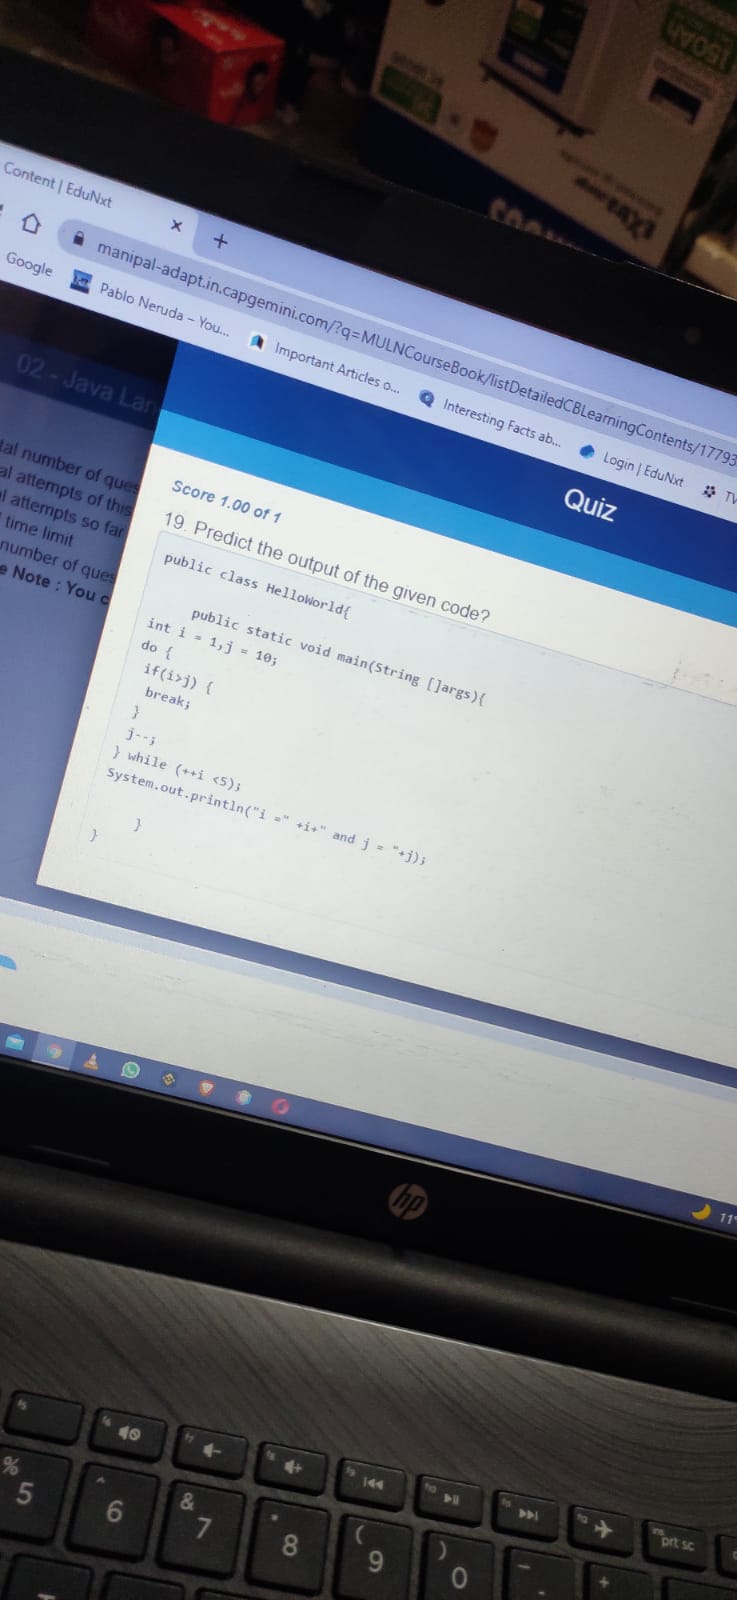 150Ah
Exture
Content | EduNxt
manipal-adapt.in.capgemini.com/?q=MULNCourseBook/listDetailedCBLearningContents/17793
Google
Pablo Neruda – You...
Important Articles o...
Interesting Facts ab...
Login | EduNxt
TV
02 - Java Lan
tal number of ques
al attempts of this
al attempts so far
time limit
number of ques
e Note : You c
Quiz
Score 1.00 of 1
19. Predict the output of the given code?
public class HelloWorld{
public static void main(String []args){
int i = 1,j = 10;
do {
if(i>j) {
break;
}
j--;
} while (++i <5);
System.out.println("i =" +i+" and j = "+j);
}
}
11°
hp
f5
f6
f7
f8
f9
f10
f11
f12
ins
prt sc
%
5
^
6
&
7
*
8
(
9
)
0
-
+